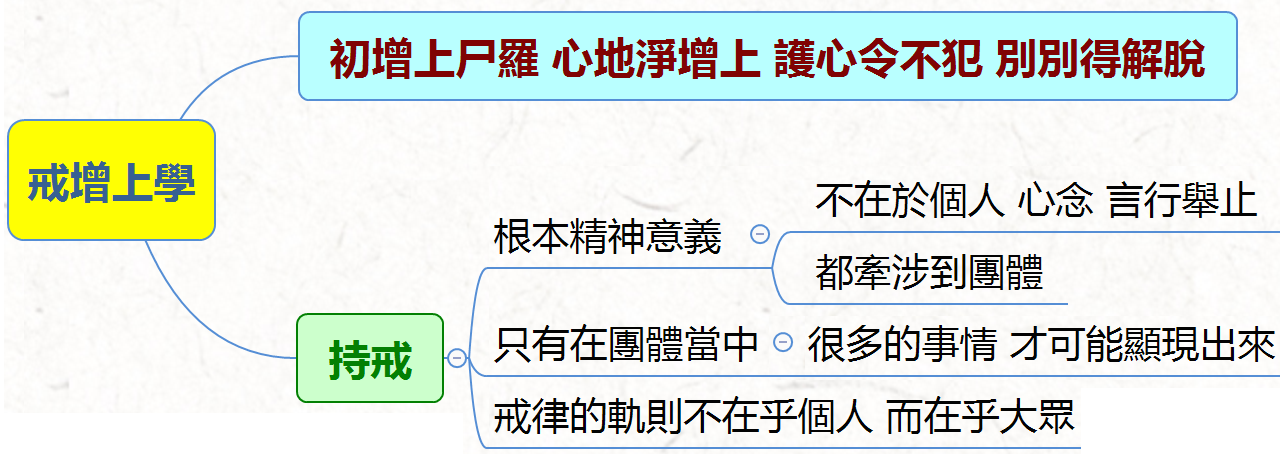 戒增上學
初增上尸羅 心地淨增上 護心令不犯 別別得解脫
持戒
根本精神意義
不在於個人 心念 言行舉止
都牽涉到團體
只有在團體當中
很多的事情 才可能顯現出來
戒律的軌則不在乎個人 而在乎大眾